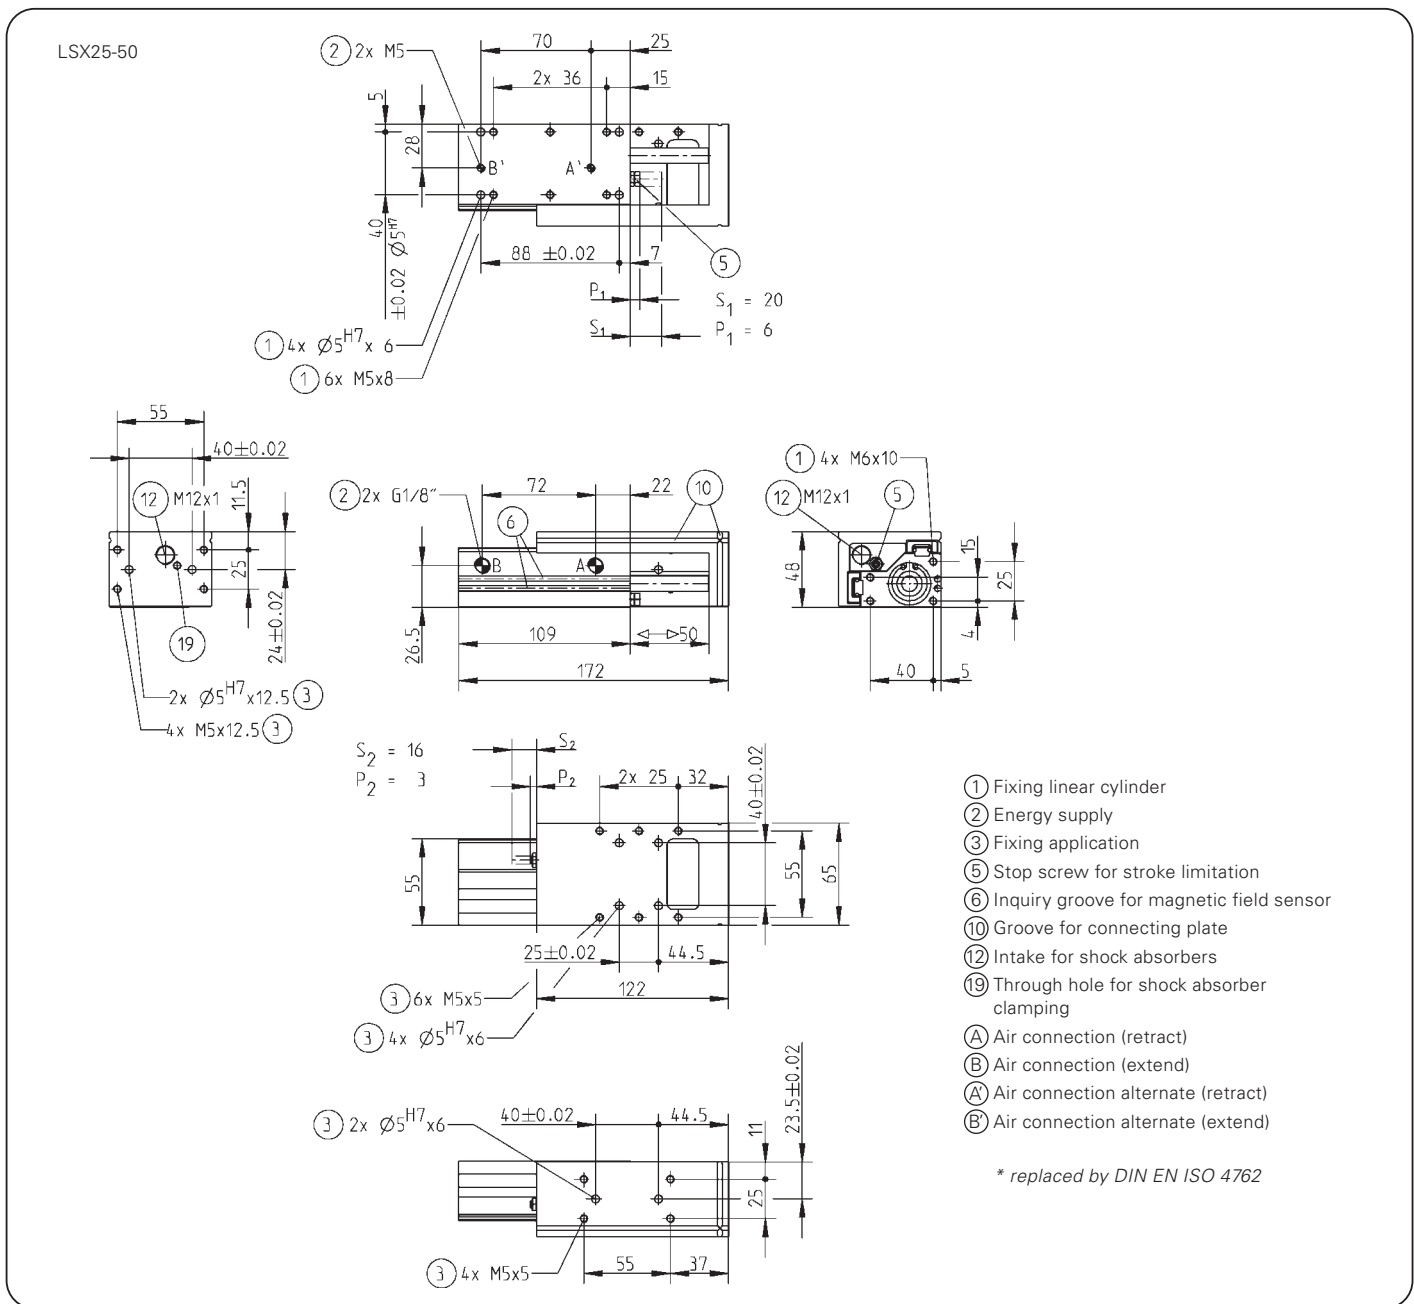 LSX25-50
② 2x M5
70
25
2x 36
15
5
28
B'
A'
40
±0.02 Ø5H7
88 ±0.02
7
⑤
P1
S1 = 20
S1
P1 = 6
① 4x Ø5H7x 6
① 6x M5x8
55
40±0.02
⑫ M12x1
11.5
25
24±0.02
⑲
2x Ø5H7x12.5 ③
4x M5x12.5 ③
② 2x G1/8"
72
22
⑩
⑥
B
A
26.5
109
50
172
① 4x M6x10
⑫ M12x1
⑤
48
15
25
4
40
5
S2 = 16
P2 = 3
S2
P2
2x 25
32
40±0.02
55
55
65
25±0.02
44.5
③ 6x M5x5
122
③ 4x Ø5H7x6
③ 2x Ø5H7x6
40±0.02
44.5
11
23.5±0.02
25
③ 4x M5x5
55
37
① Fixing linear cylinder
② Energy supply
③ Fixing application
⑤ Stop screw for stroke limitation
⑥ Inquiry groove for magnetic field sensor
⑩ Groove for connecting plate
⑫ Intake for shock absorbers
⑲ Through hole for shock absorber
clamping
Ⓐ Air connection (retract)
Ⓑ Air connection (extend)
A' Air connection alternate (retract)
B' Air connection alternate (extend)
* replaced by DIN EN ISO 4762